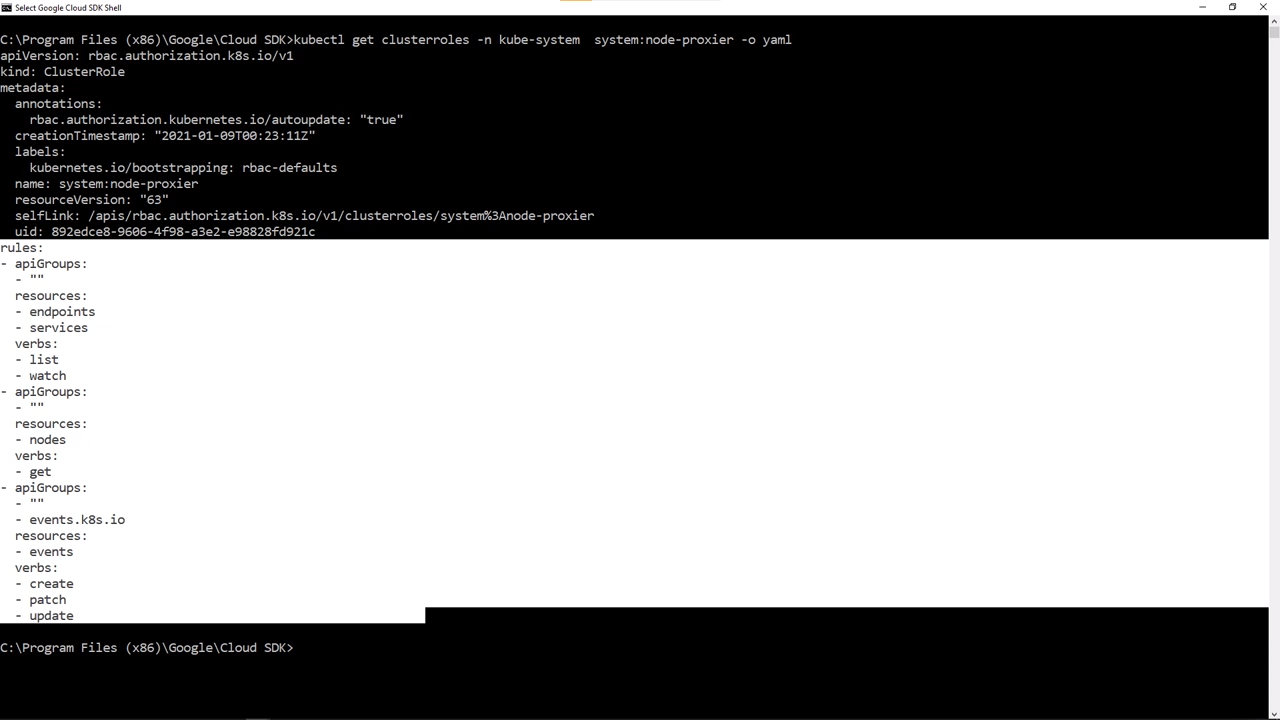 Select Google Cloud SDK Shell
C:\Program Files (x86)\Google\Cloud SDK>kubectl get clusterroles -n kube-system  system:node-proxier -o yaml
apiVersion: rbac.authorization.k8s.io/v1
kind: ClusterRole
metadata:
  annotations:
    rbac.authorization.kubernetes.io/autoupdate: "true"
  creationTimestamp: "2021-01-09T00:23:11Z"
  labels:
    kubernetes.io/bootstrapping: rbac-defaults
  name: system:node-proxier
  resourceVersion: "63"
  selfLink: /apis/rbac.authorization.k8s.io/v1/clusterroles/system%3Anode-proxier
  uid: 892edce8-9606-4f98-a3e2-e98828fd921c
rules:
- apiGroups:
  - ""
  resources:
  - endpoints
  - services
  verbs:
  - list
  - watch
- apiGroups:
  - ""
  resources:
  - nodes
  verbs:
  - get
- apiGroups:
  - ""
  - events.k8s.io
  resources:
  - events
  verbs:
  - create
  - patch
  - update
C:\Program Files (x86)\Google\Cloud SDK>